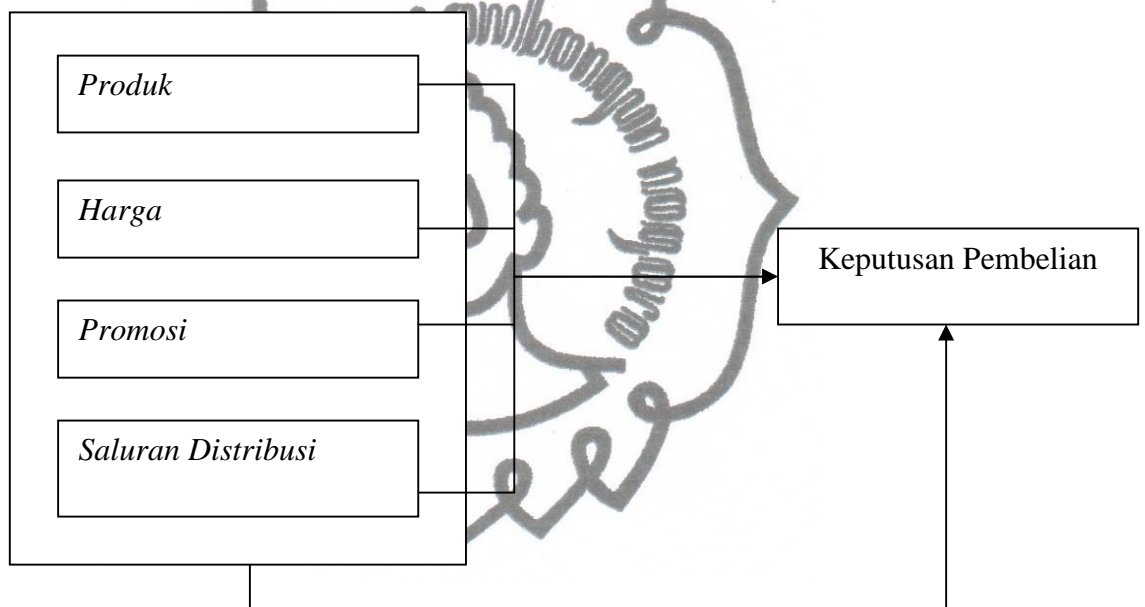 Produk
Harga
Keputusan Pembelian
Promosi
Saluran Distribusi